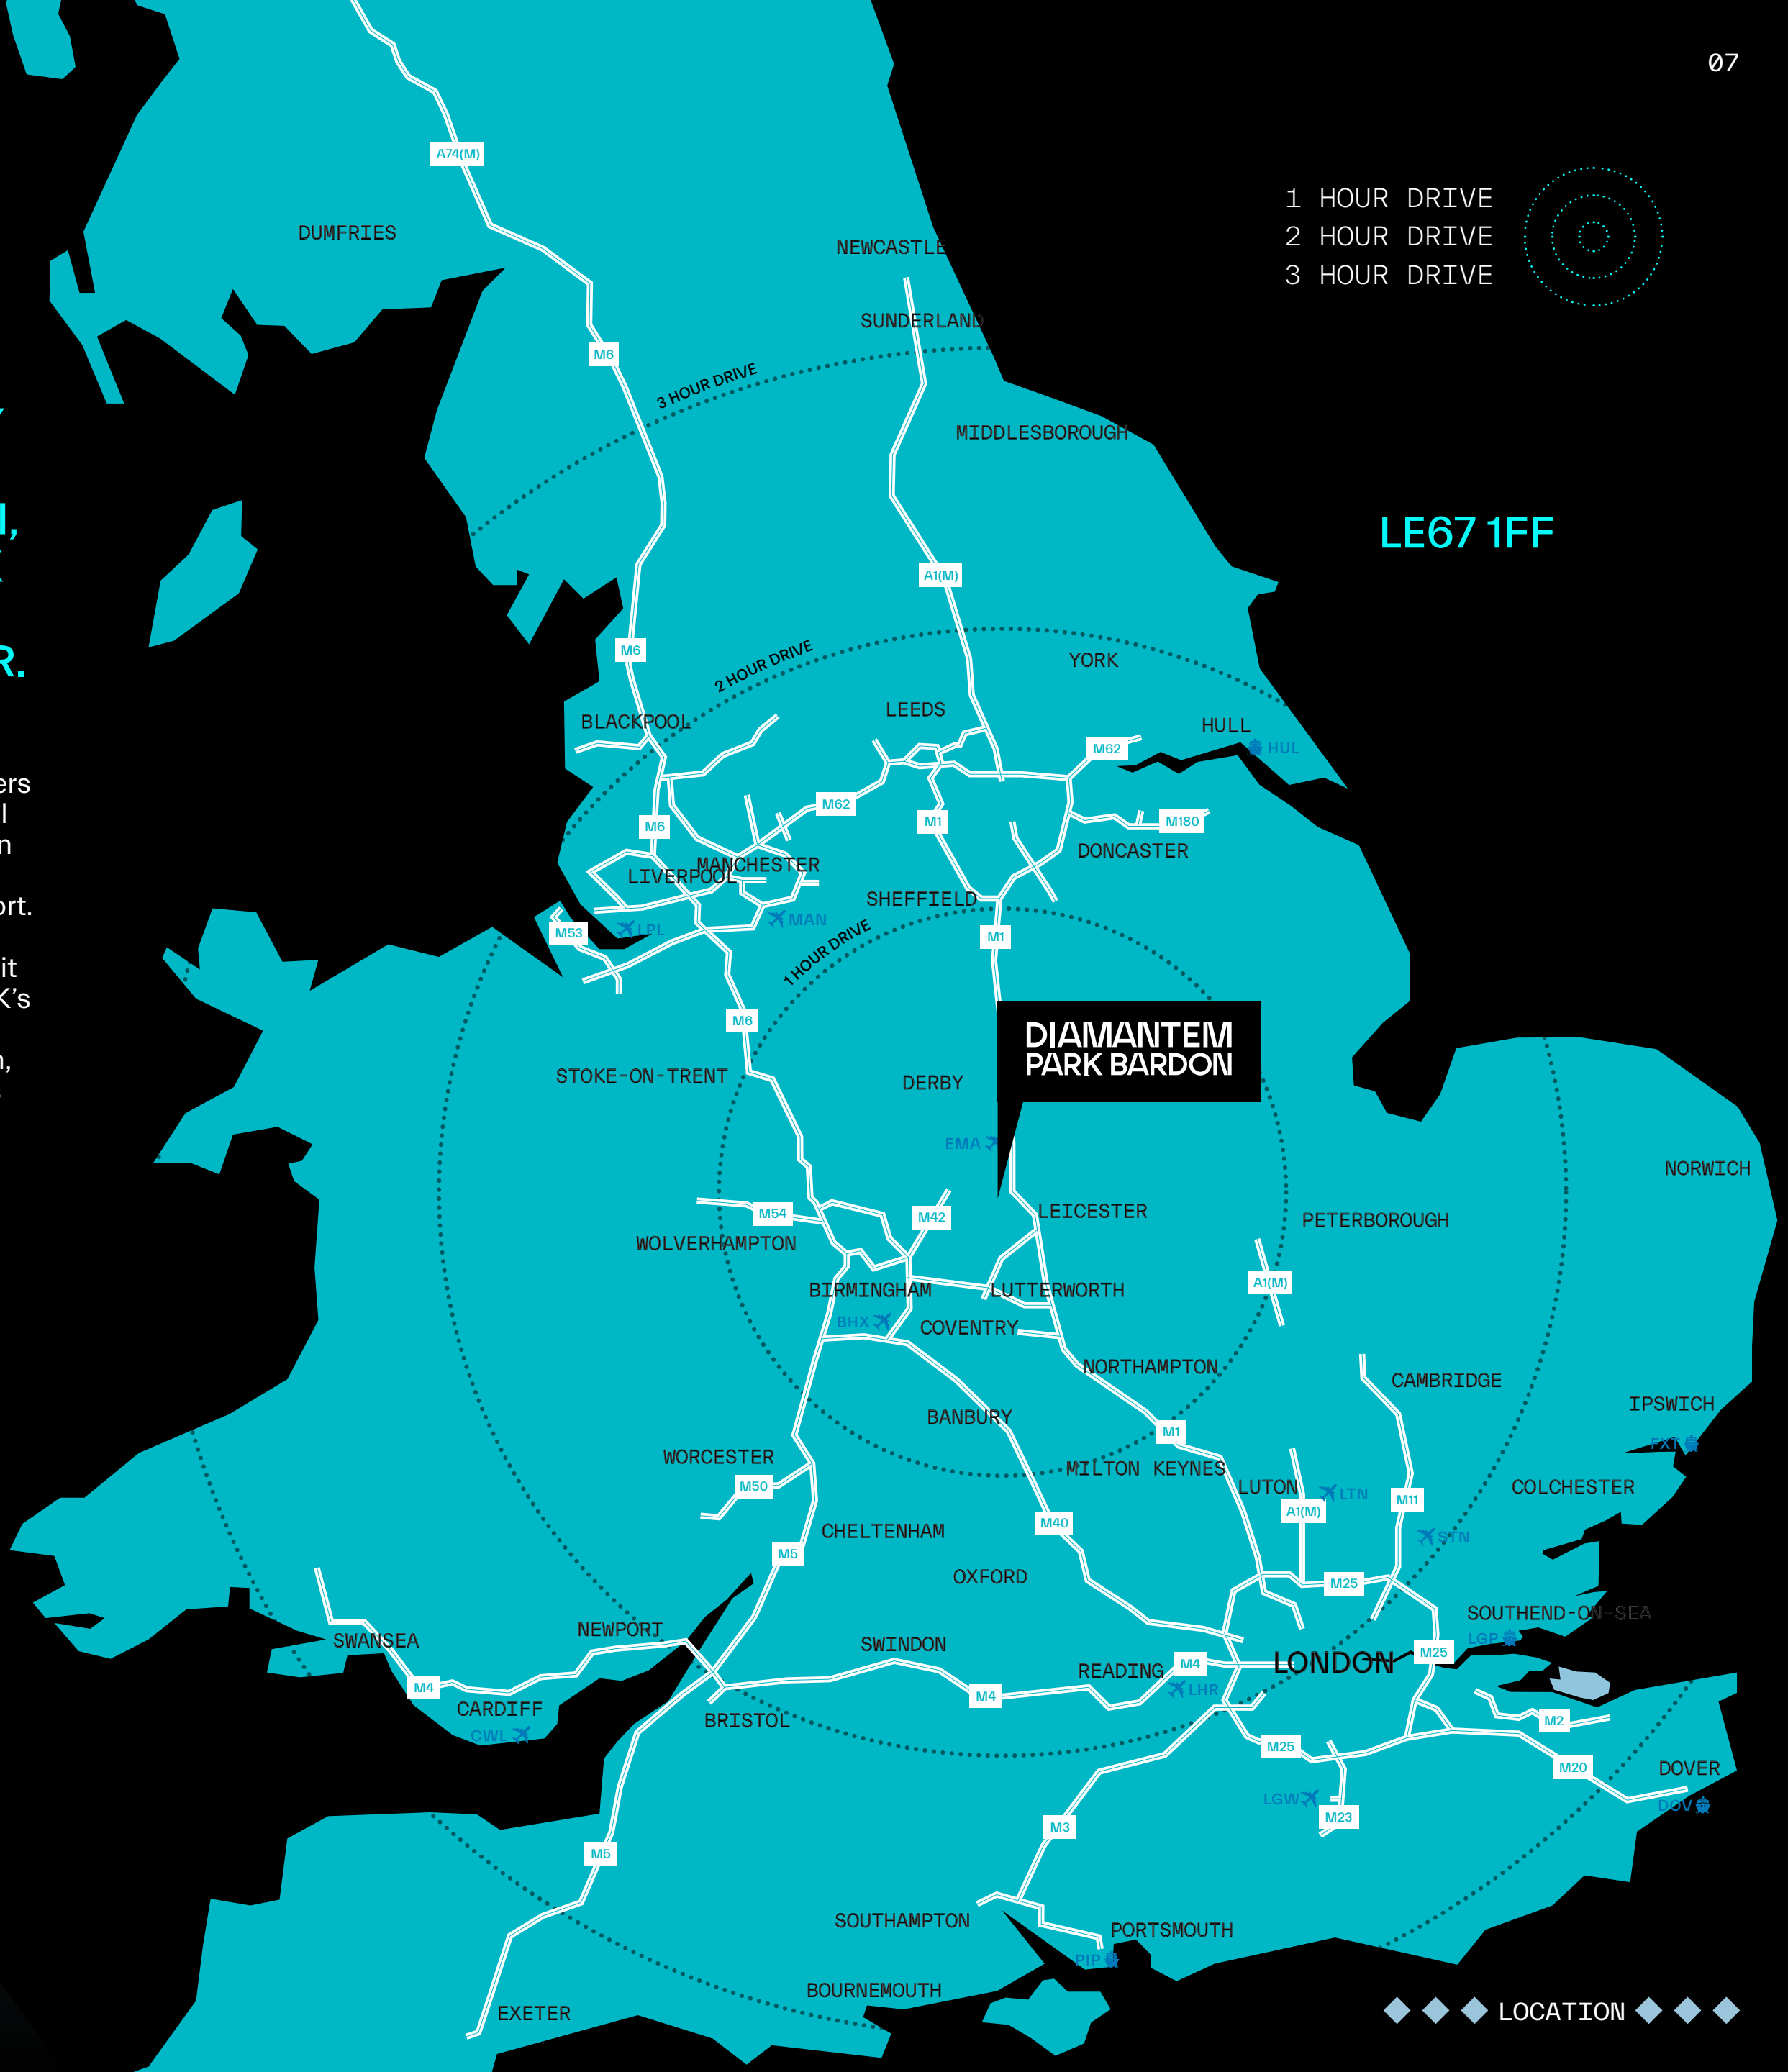 07
1 HOUR DRIVE
2 HOUR DRIVE
3 HOUR DRIVE
A74(M)
DUMFRIES
NEWCASTLE
SUNDERLAND
M6
3 HOUR DRIVE
MIDDLESBOROUGH
LE67 1FF
A1(M)
R.
M6
2 HOUR DRIVE
YORK
LEEDS
BLACKPOOL
HULL
HUL
M62
ers
M62
M6
M1
M180
DONCASTER
MANCHESTER
LIVERPOOL
SHEFFIELD
ort.
MAN
LPL
M53
M1
1 HOUR DRIVE
it
K's
M6
DIAMANTEM
PARK BARDON
STOKE-ON-TRENT
DERBY
EMA
NORWICH
M54
M42
LEICESTER
PETERBOROUGH
WOLVERHAMPTON
A1(M)
BIRMINGHAM
LUTTERWORTH
BHX
COVENTRY
NORTHAMPTON
CAMBRIDGE
IPSWICH
BANBURY
M1
FXT
WORCESTER
MILTON KEYNES
M50
LUTON
LTN
COLCHESTER
M11
A1(M)
M40
CHELTENHAM
STN
M5
OXFORD
M25
SOUTHEND-ON-SEA
NEWPORT
SWANSEA
LGP
SWINDON
M25
LONDON
READING
M4
M4
LHR
M4
CARDIFF
BRISTOL
M2
CWL
M25
M20
DOVER
LGW
DOV
M23
M3
M5
SOUTHAMPTON
PORTSMOUTH
PIP
BOURNEMOUTH
EXETER
LOCATION